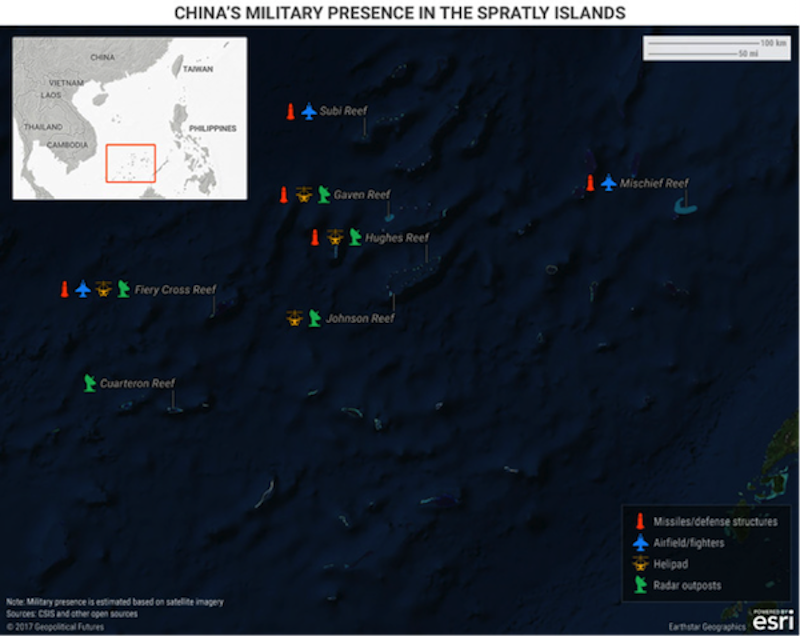 CHINA'S MILITARY PRESENCE IN THE SPRATLY ISLANDS
CHINA
TAIWAN
VIETNAM
LAOS
THAILAND
CAMBODIA
PHILIPPINES
100 km
50 mi
Subi Reef
Mischief Reef
Gaven Reef
Hughes Reef
Fiery Cross Reef
Johnson Reef
Cuarteron Reef
Missiles/defense structures
Airfield/fighters
Helipad
Radar outposts
Note: Military presence is estimated based on satellite imagery
Sources: CSIS and other open sources
© 2017 Geopolitical Futures
Earthstar Geographics
POWERED BY
esri